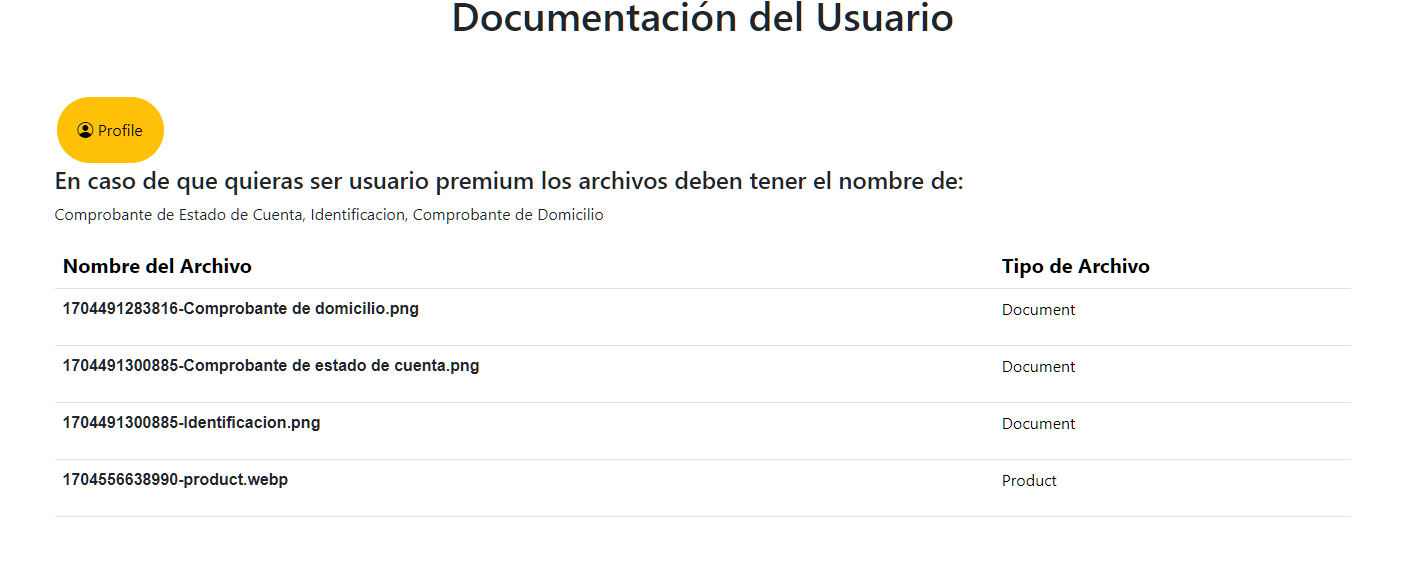 Documentación del Usuario
Profile
En caso de que quieras ser usuario premium los archivos deben tener el nombre de:
Comprobante de Estado de Cuenta, Identificacion, Comprobante de Domicilio
Nombre del Archivo Tipo de Archivo
1704491283816-Comprobante de domicilio.png Document
1704491300885-Comprobante de estado de cuenta.png Document
1704491300885-Identificacion.png Document
1704556638990-product.webp Product